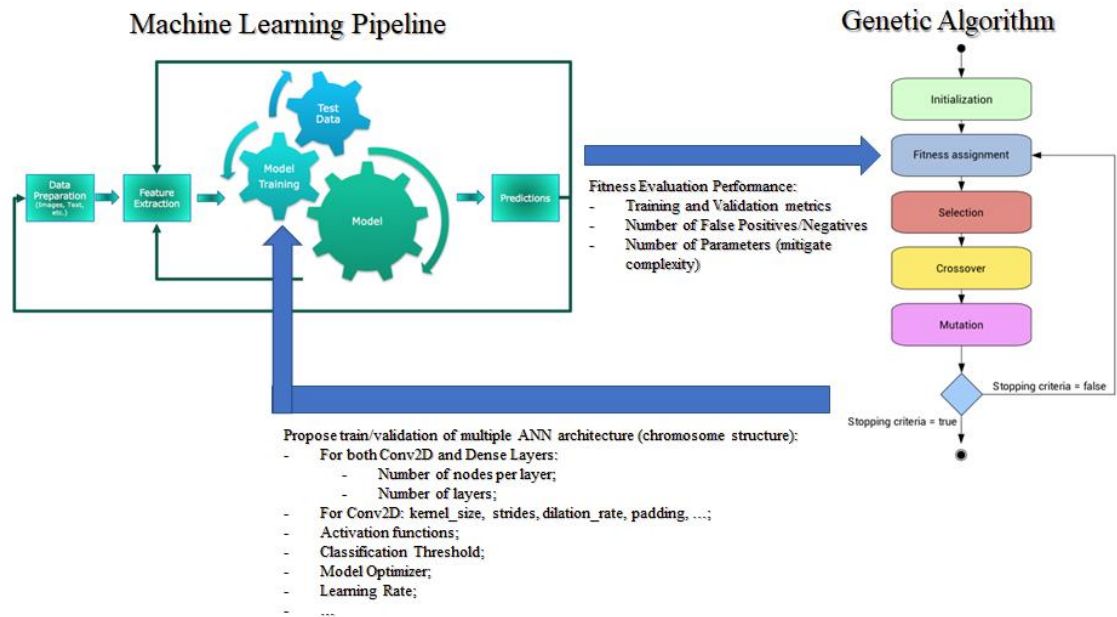 Machine Learning Pipeline
Genetic Algorithm
Test
Data
Model
Training
Model
Data
Preparation
(Images, Text,
etc.)
Feature
Extraction
Predictions
Fitness Evaluation Performance:
- Training and Validation metrics
- Number of False Positives/Negatives
- Number of Parameters (mitigate
complexity)
Initialization
Fitness assignment
Selection
Crossover
Mutation
Stopping criteria = false
Stopping criteria = true
Propose train/validation of multiple ANN architecture (chromosome structure):
- For both Conv2D and Dense Layers:
- Number of nodes per layer;
- Number of layers;
- For Conv2D: kernel_size, strides, dilation_rate, padding, ...;
- Activation functions;
- Classification Threshold;
- Model Optimizer;
- Learning Rate;
- ...